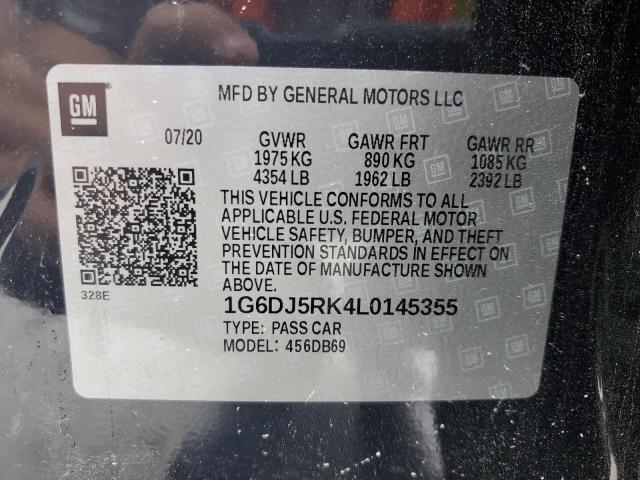 GM
MFD BY GENERAL MOTORS LLC
07/20 GVWR GAWR FRT GAWR RR
1975 KG 890 KG 1085 KG
4354 LB 1962 LB 2392 LB
THIS VEHICLE CONFORMS TO ALL
APPLICABLE U.S. FEDERAL MOTOR
VEHICLE SAFETY, BUMPER, AND THEFT
PREVENTION STANDARDS IN EFFECT ON
THE DATE OF MANUFACTURE SHOWN
ABOVE.
328E
1G6DJ5RK4L0145355
TYPE: PASS CAR
MODEL: 456DB69